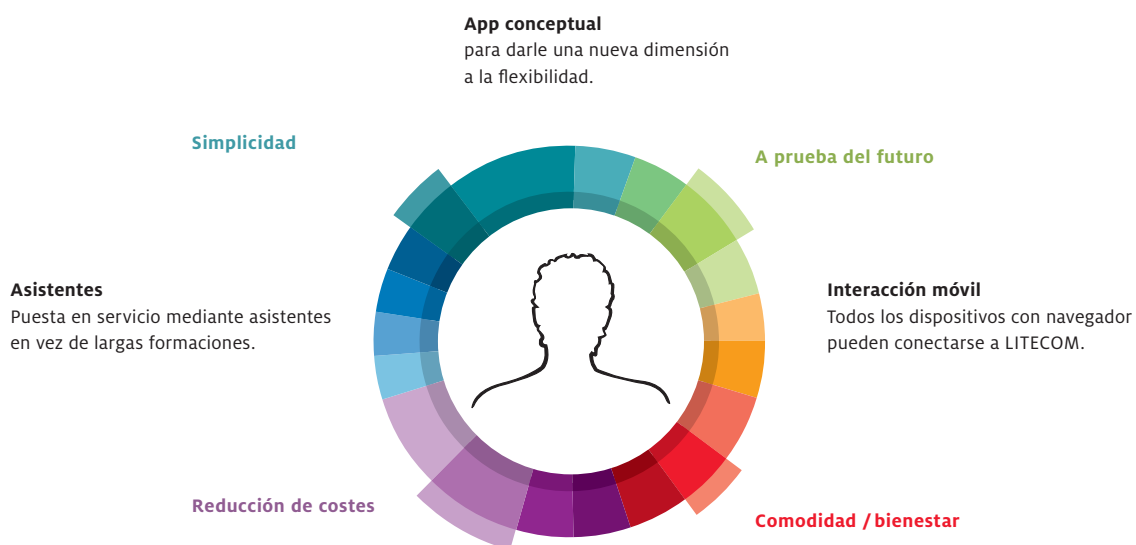 App conceptual
para darle una nueva dimensión
a la flexibilidad.
Simplicidad
A prueba del futuro
Asistentes
Puesta en servicio mediante asistentes
en vez de largas formaciones.
Interacción móvil
Todos los dispositivos con navegador
pueden conectarse a LITECOM.
Reducción de costes
Comodidad / bienestar